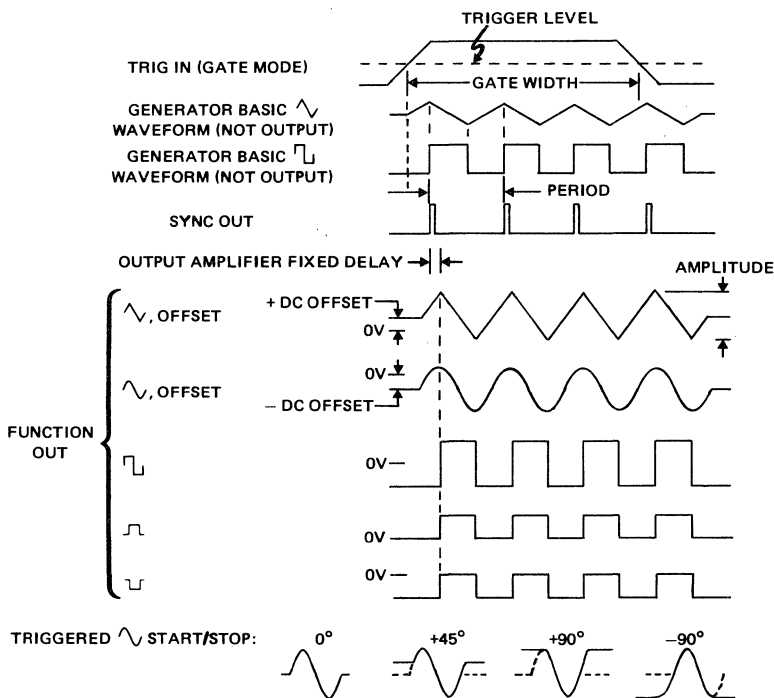 TRIGGER LEVEL
TRIG IN (GATE MODE)
GATE WIDTH
GENERATOR BASIC
WAVEFORM (NOT OUTPUT)
GENERATOR BASIC
WAVEFORM (NOT OUTPUT)
PERIOD
SYNC OUT
OUTPUT AMPLIFIER FIXED DELAY
AMPLITUDE
, OFFSET
+ DC OFFSET
0V
, OFFSET
0V
– DC OFFSET
FUNCTION
OUT
0V
0V
0V
TRIGGERED START/STOP: 0° +45° +90° –90°